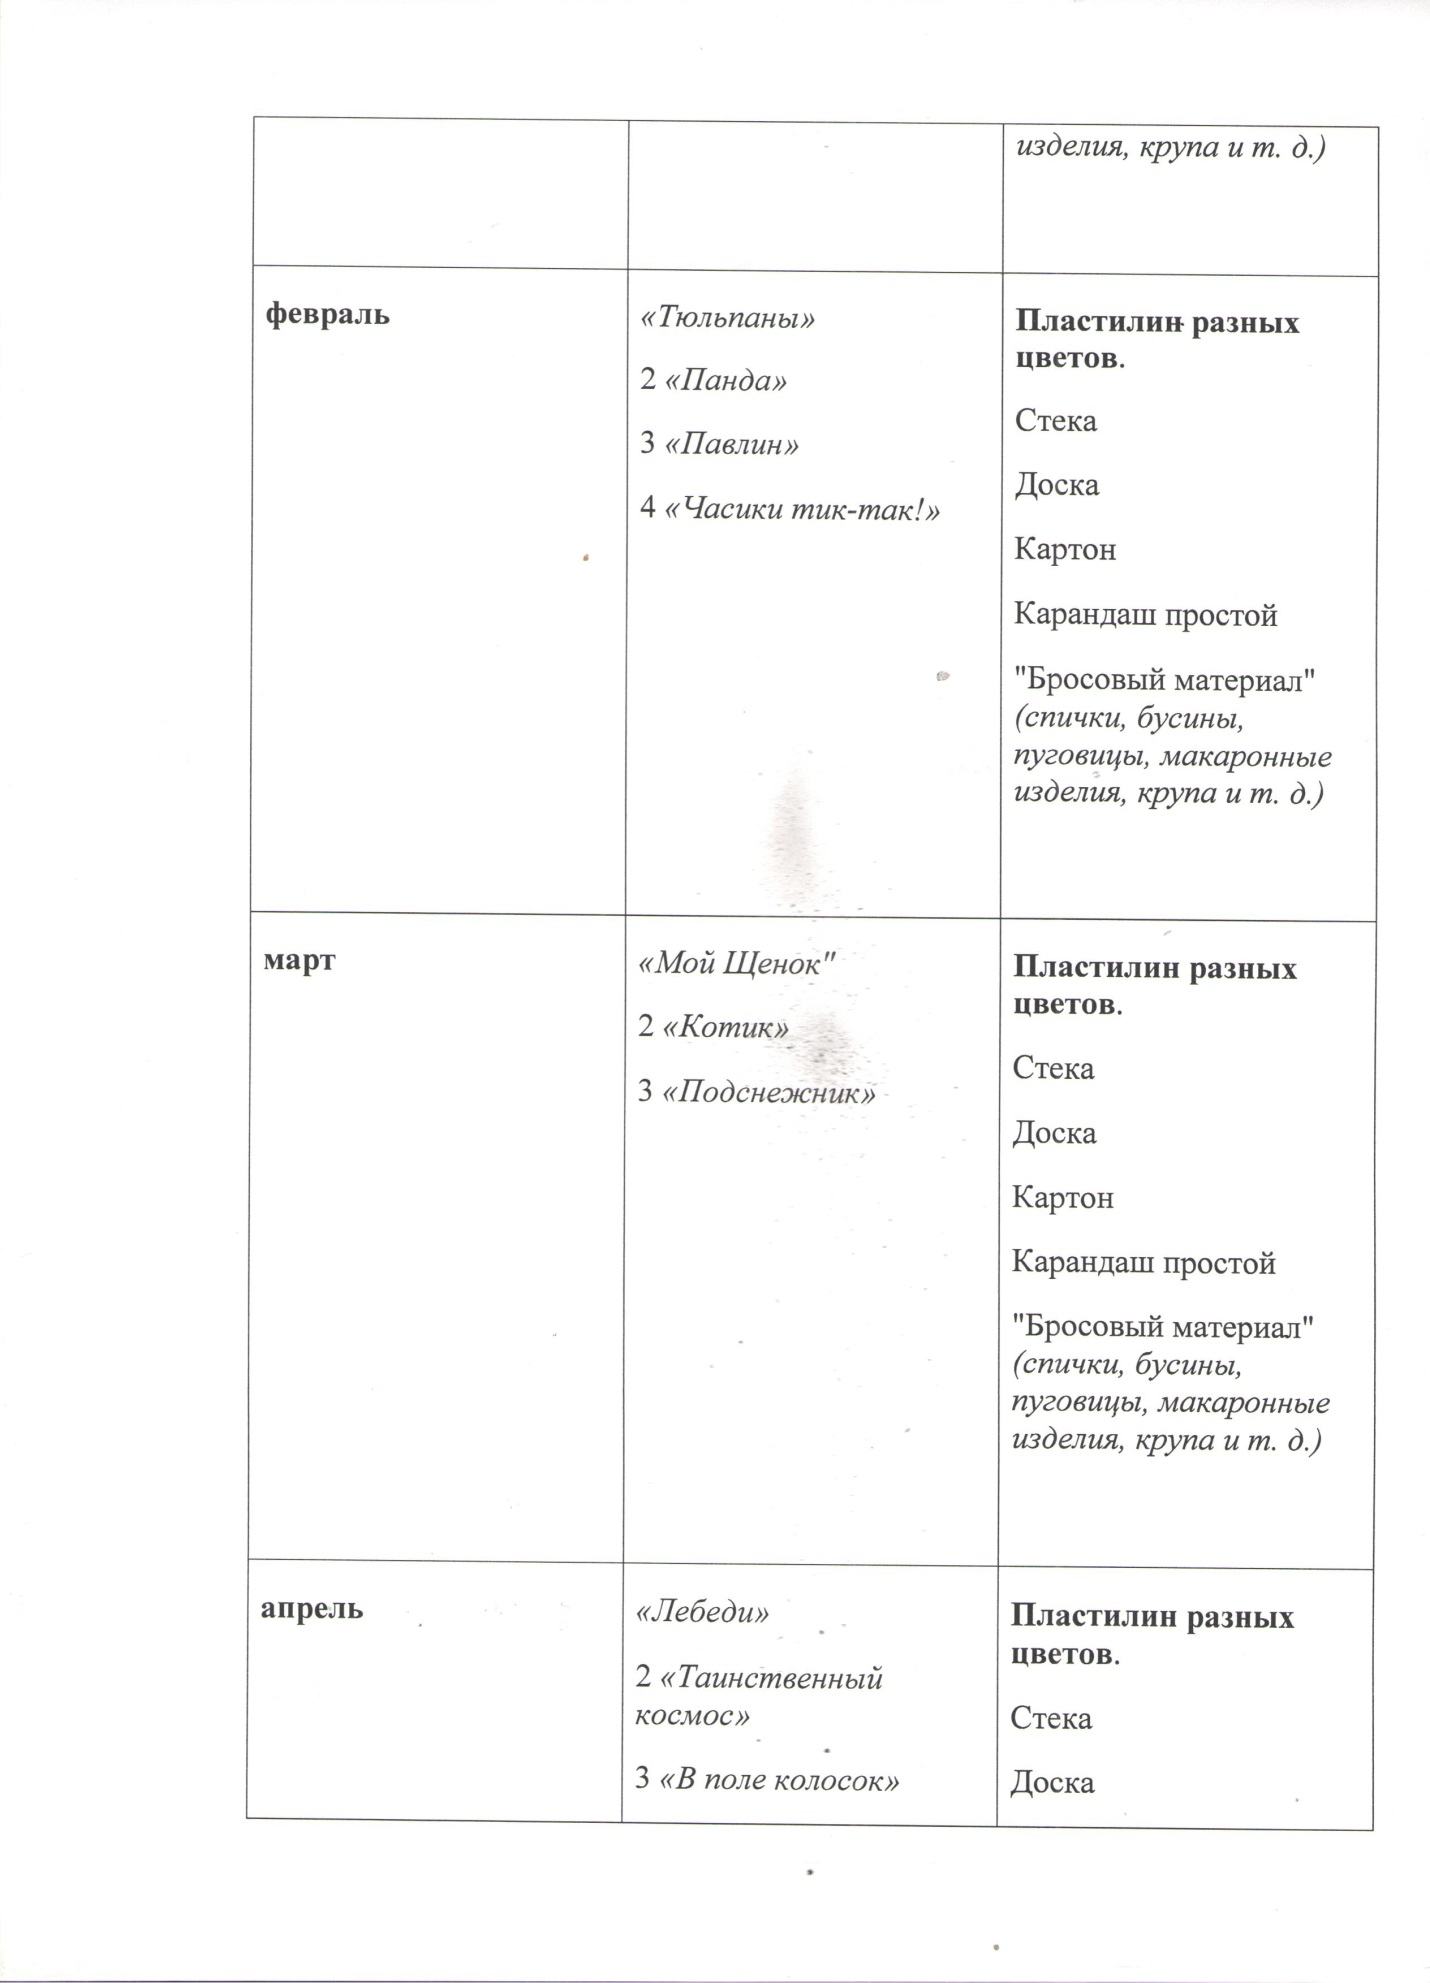 изделия, крупа и т. д.)
февраль
«Тюльпаны»
2 «Панда»
3 «Павлин»
4 «Часики тик-так!»
Пластилин разных
цветов.
Стека
Доска
Картон
Карандаш простой
"Бросовый материал"
(спички, бусины,
пуговицы, макаронные
изделия, крупа и т. д.)
март
«Мой Щенок"
2 «Котик»
3 «Подснежник»
Пластилин разных
цветов.
Стека
Доска
Картон
Карандаш простой
"Бросовый материал"
(спички, бусины,
пуговицы, макаронные
изделия, крупа и т. д.)
апрель
«Лебеди»
2 «Таинственный
космос»
3 «В поле колосок»
Пластилин разных
цветов.
Стека
Доска